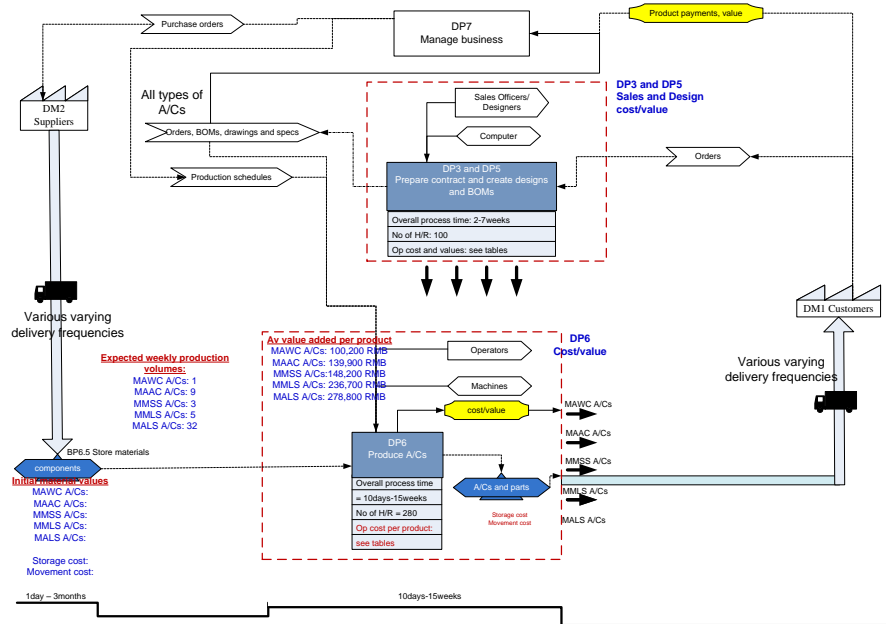 Purchase orders
DP7
Manage business
Product payments, value
DM2
Suppliers
All types of
A/Cs
Sales Officers/
Designers
DP3 and DP5
Sales and Design
cost/value
Orders, BOMs, drawings and specs
Computer
Production schedules
DP3 and DP5
Prepare contract and create designs
and BOMs
Orders
Overall process time: 2-7weeks
No of H/R: 100
Op cost and values: see tables
Various varying
delivery frequencies
DM1 Customers
Expected weekly production
volumes:
MAWC A/Cs: 1
MAAC A/Cs: 9
MMSS A/Cs: 3
MMLS A/Cs: 5
MALS A/Cs: 32
Av value added per product
MAWC A/Cs: 100,200 RMB
MAAC A/Cs: 139,900 RMB
MMSS A/Cs:148,200 RMB
MMLS A/Cs: 236,700 RMB
MALS A/Cs: 278,800 RMB
Operators
Machines
cost/value
DP6
Cost/value
Various varying
delivery frequencies
MAWC A/Cs
MAAC A/Cs
MMSS A/Cs
MMLS A/Cs
MALS A/Cs
BP6.5 Store materials
components
DP6
Produce A/Cs
Overall process time
= 10days-15weeks
No of H/R = 280
Op cost per product:
see tables
A/Cs and parts
Storage cost
Movement cost
Initial material values
MAWC A/Cs:
MAAC A/Cs:
MMSS A/Cs:
MMLS A/Cs:
MALS A/Cs:
Storage cost:
Movement cost:
1day – 3months
10days-15weeks